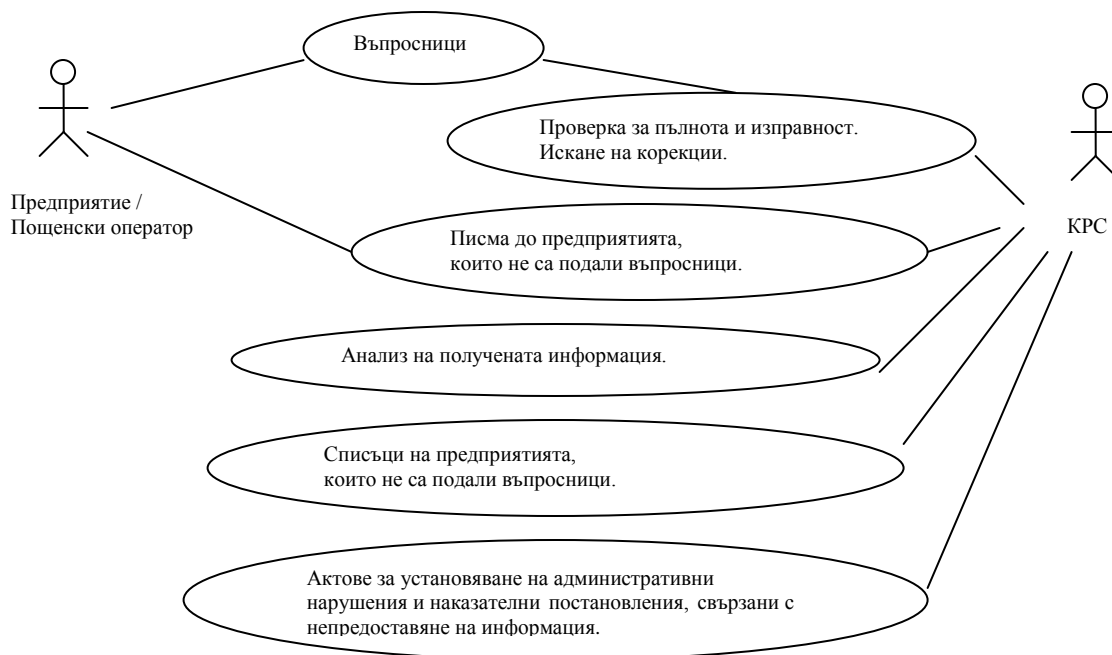 Въпросници
Проверка за пълнота и изправност.
Искане на корекции.
Предприятие /
Пощенски оператор
КРС
Писма до предприятията,
които не са подали въпросници.
Анализ на получената информация.
Списъци на предприятията,
които не са подали въпросници.
Актове за установяване на административни
нарушения и наказателни постановления, свързани с
непредоставяне на информация.